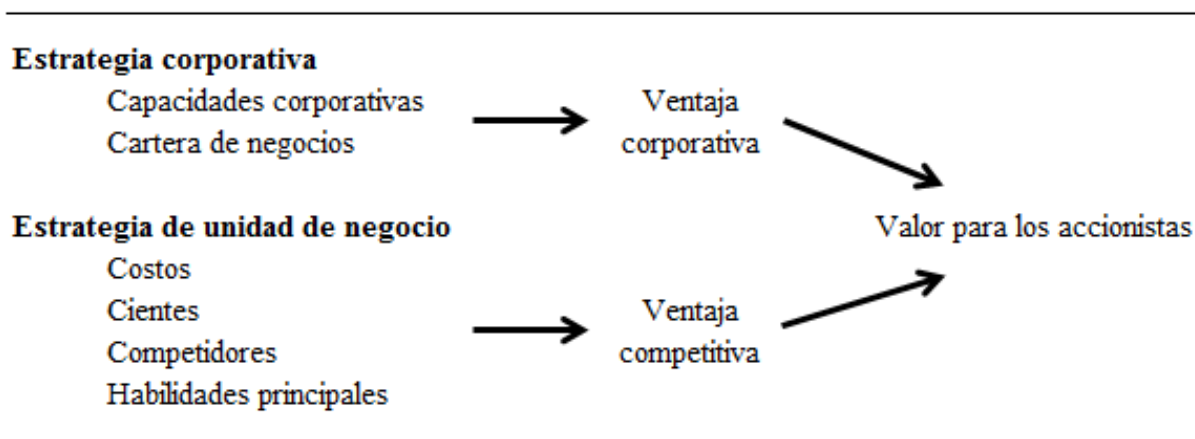 Estrategia corporativa
Capacidades corporativas
Cartera de negocios
Ventaja
corporativa
Estrategia de unidad de negocio
Costos
Cientes
Competidores
Habilidades principales
Ventaja
competitiva
Valor para los accionistas